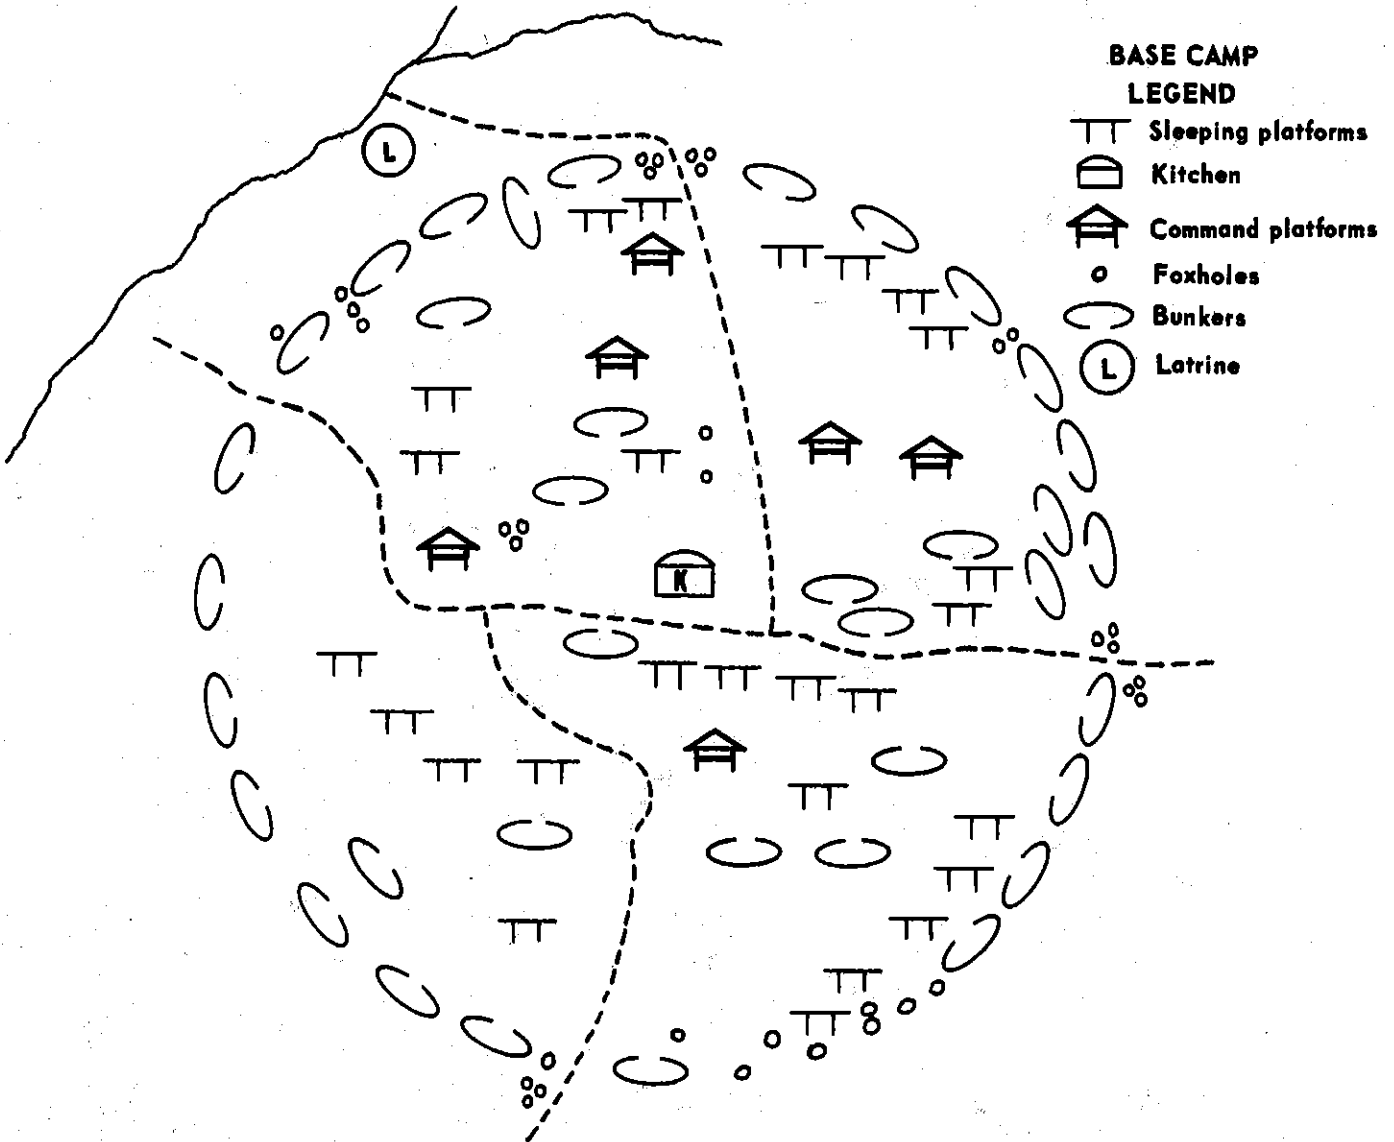 BASE CAMP
LEGEND
Sleeping platforms
Kitchen
Command platforms
Foxholes
Bunkers
L Latrine
L
K